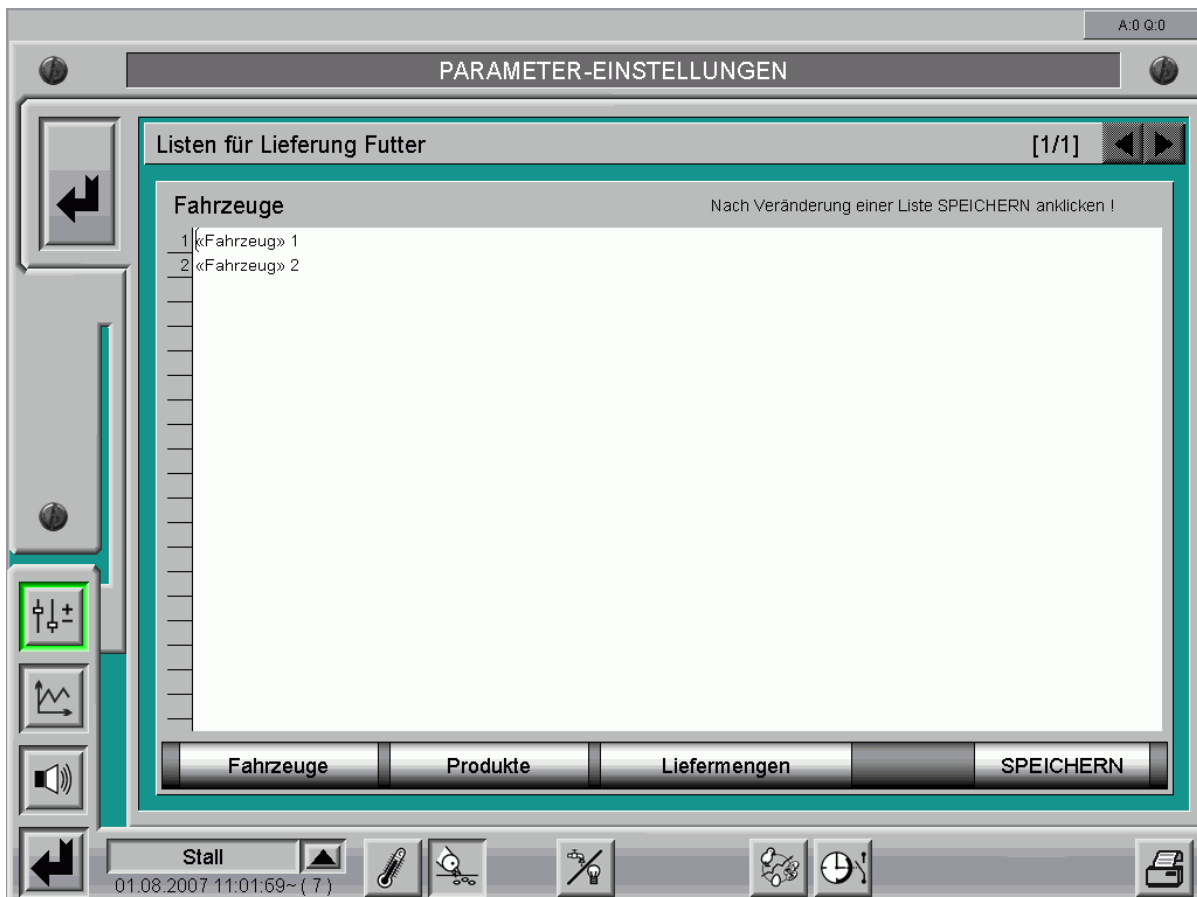 A:0 Q:0
PARAMETER-EINSTELLUNGEN
Listen für Lieferung Futter [1/1]
Fahrzeuge Nach Veränderung einer Liste SPEICHERN anklicken !
1 «Fahrzeug» 1
2 «Fahrzeug» 2
Fahrzeuge Produkte Liefermengen SPEICHERN
Stall
01.08.2007 11:01:59~ ( 7 )